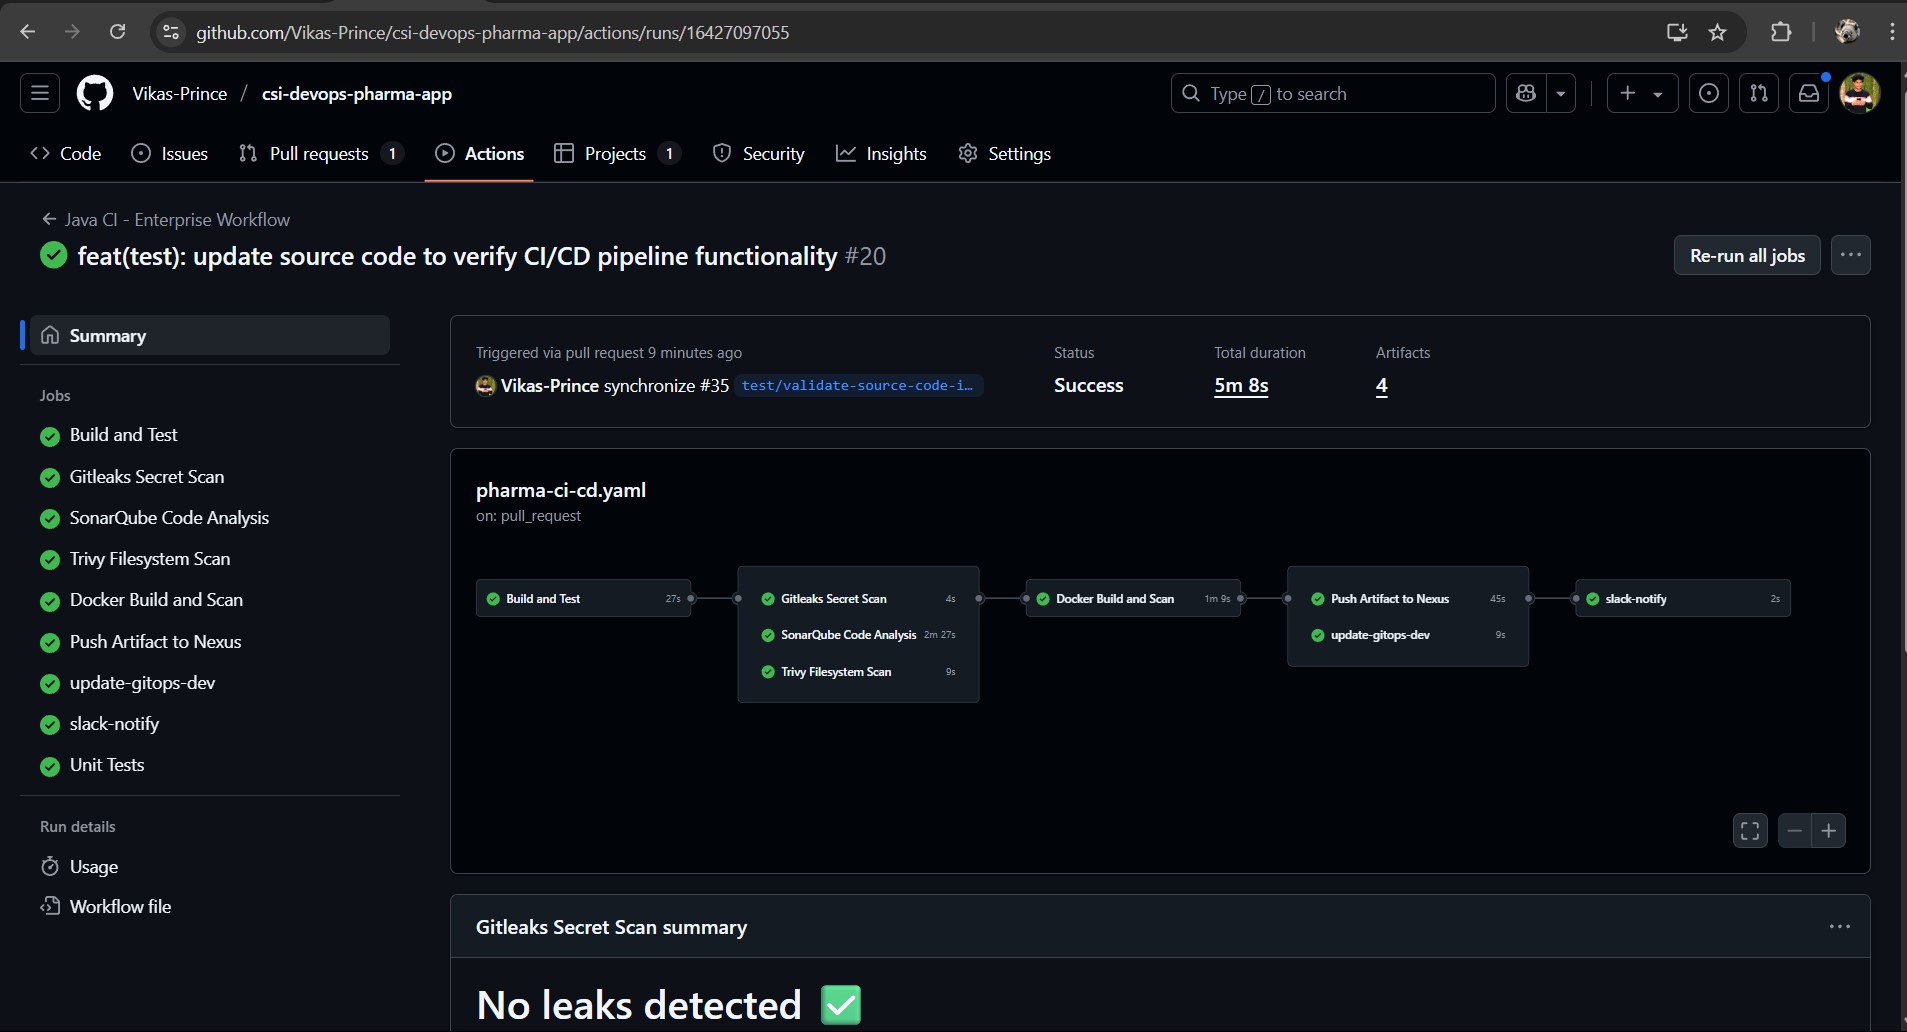 github.com/Vikas-Prince/csi-devops-pharma-app/actions/runs/16427097055
Vikas-Prince / csi-devops-pharma-app
Type / to search
Code Issues Pull requests 1 Actions Projects 1 Security Insights Settings
Java CI - Enterprise Workflow
feat(test): update source code to verify CI/CD pipeline functionality #20
Re-run all jobs
Summary
Jobs
Build and Test
Gitleaks Secret Scan
SonarQube Code Analysis
Trivy Filesystem Scan
Docker Build and Scan
Push Artifact to Nexus
update-gitops-dev
slack-notify
Unit Tests
Run details
Usage
Workflow file
Triggered via pull request 9 minutes ago
Vikas-Prince synchronize #35 test/validate-source-code-i…
Status
Success
Total duration
5m 8s
Artifacts
4
pharma-ci-cd.yaml
on: pull_request
Build and Test 27s
Gitleaks Secret Scan 4s
SonarQube Code Analysis 2m 27s
Trivy Filesystem Scan 9s
Docker Build and Scan 1m 9s
Push Artifact to Nexus 45s
update-gitops-dev 9s
slack-notify 2s
Gitleaks Secret Scan summary
No leaks detected ✅